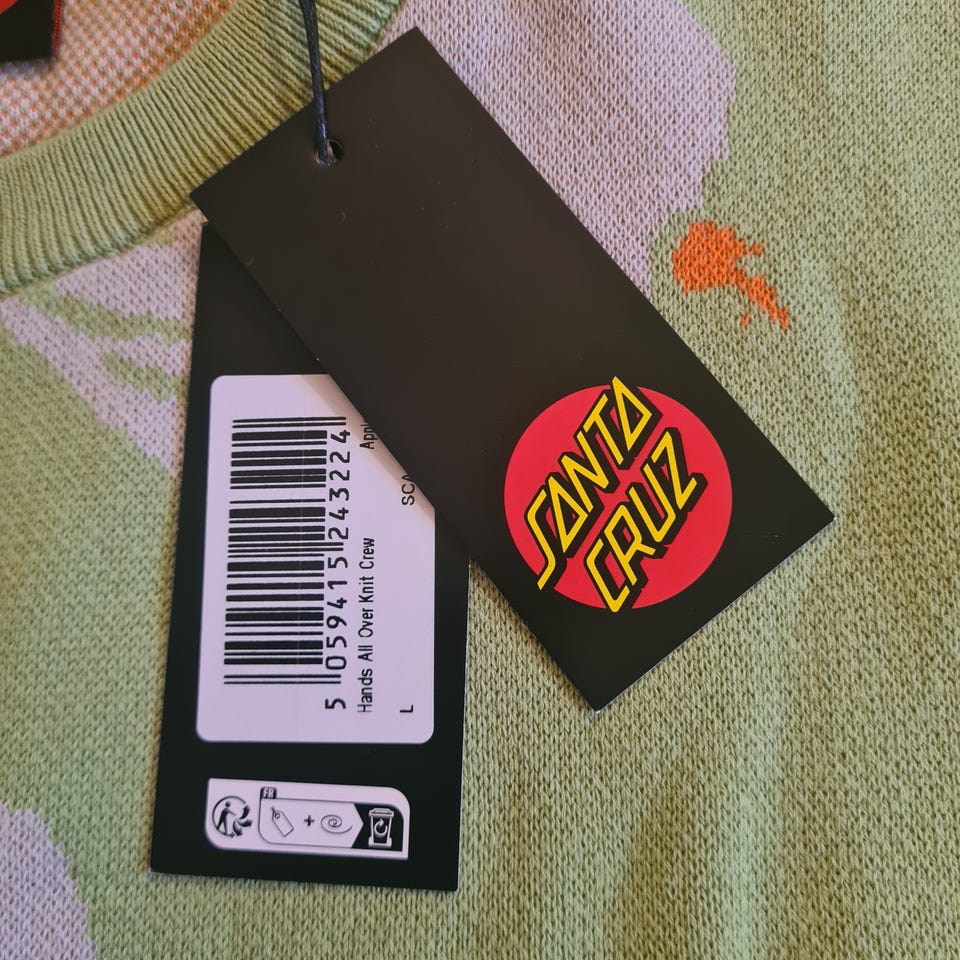 SANTA
CRUZ
5 059415 243224
Hands All Over Knit Crew
L
FR